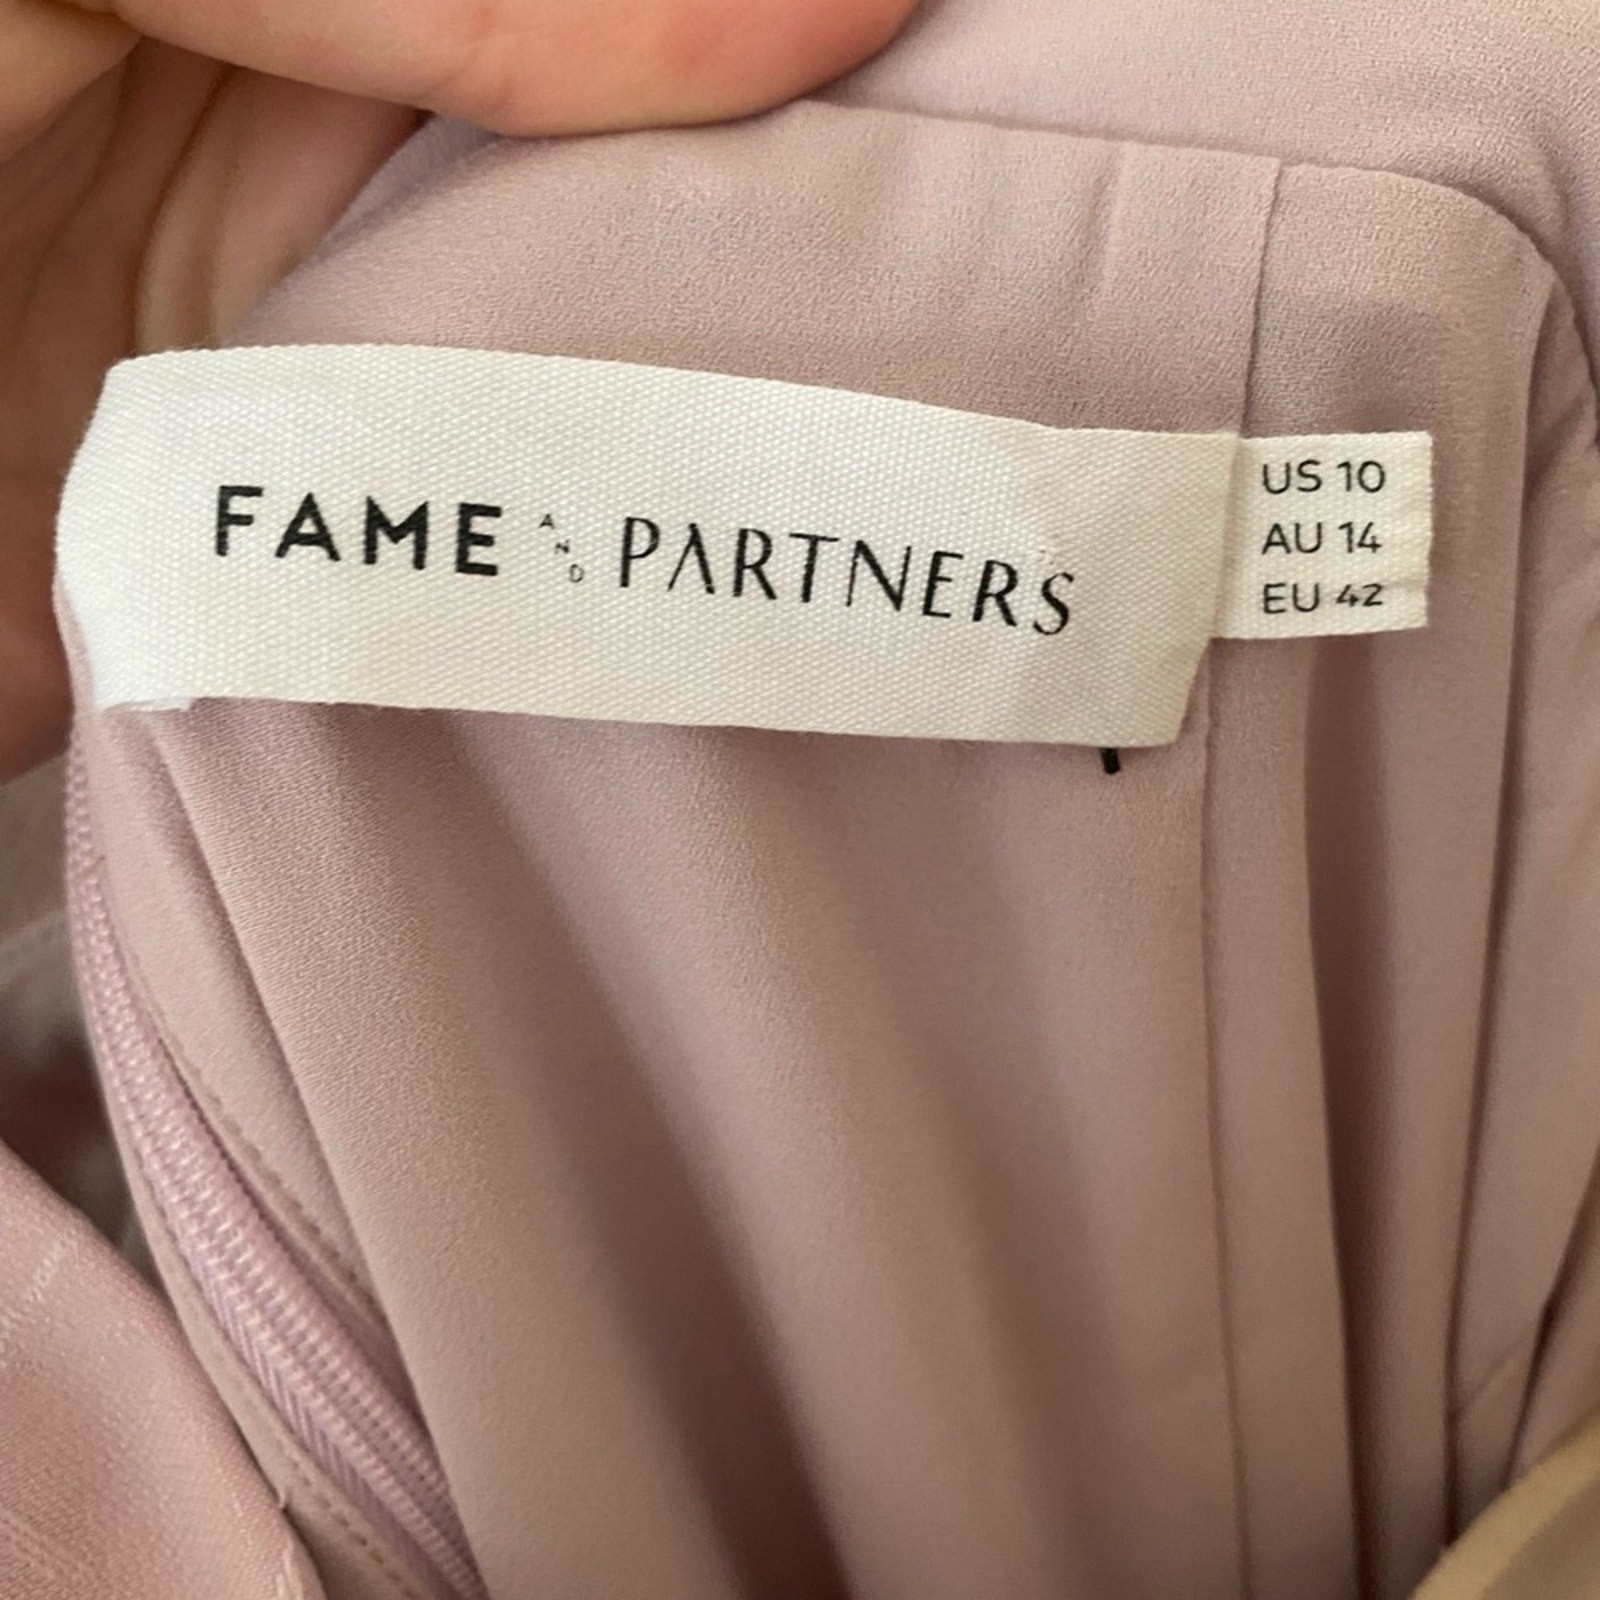 FAME AND PARTNERS
US 10
AU 14
EU 42